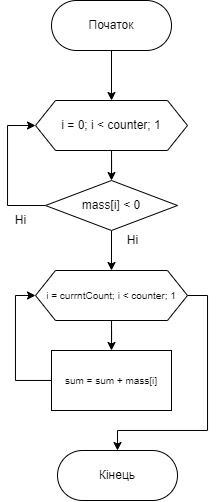 Початок
i = 0; i < counter; 1
mass[i] < 0
Ні
Ні
i = currntCount; i < counter; 1
sum = sum + mass[i]
Кінець